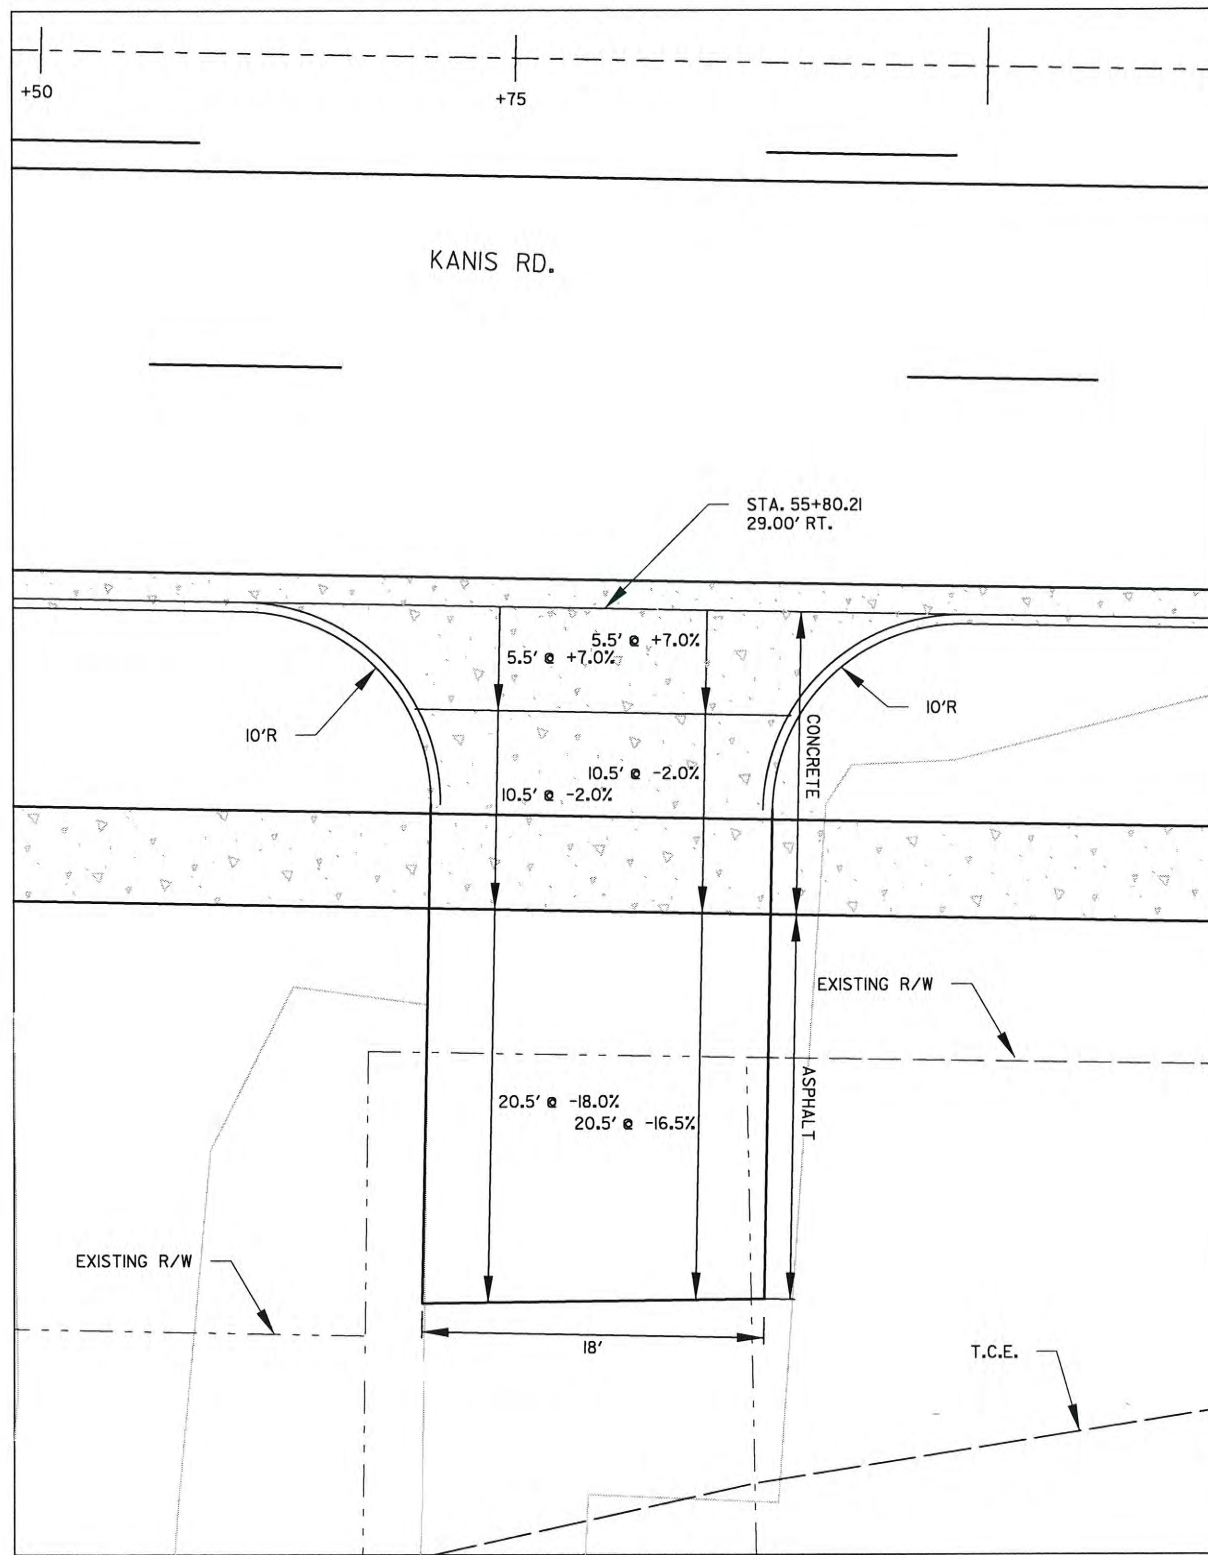 +50
+75
KANIS RD.
STA. 55+80.21
29.00' RT.
5.5' @ +7.0%
5.5' @ +7.0%
10'R
10'R
CONCRETE
10.5' @ -2.0%
10.5' @ -2.0%
EXISTING R/W
ASPHALT
20.5' @ -18.0%
20.5' @ -16.5%
EXISTING R/W
18'
T.C.E.